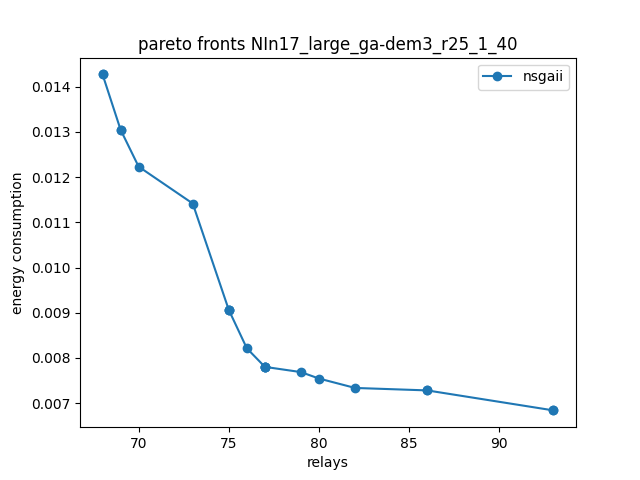 pareto fronts NIn17_large_ga-dem3_r25_1_40
nsgaii
0.014
0.013
0.012
0.011
0.010
0.009
0.008
0.007
energy consumption
70 75 80 85 90
relays